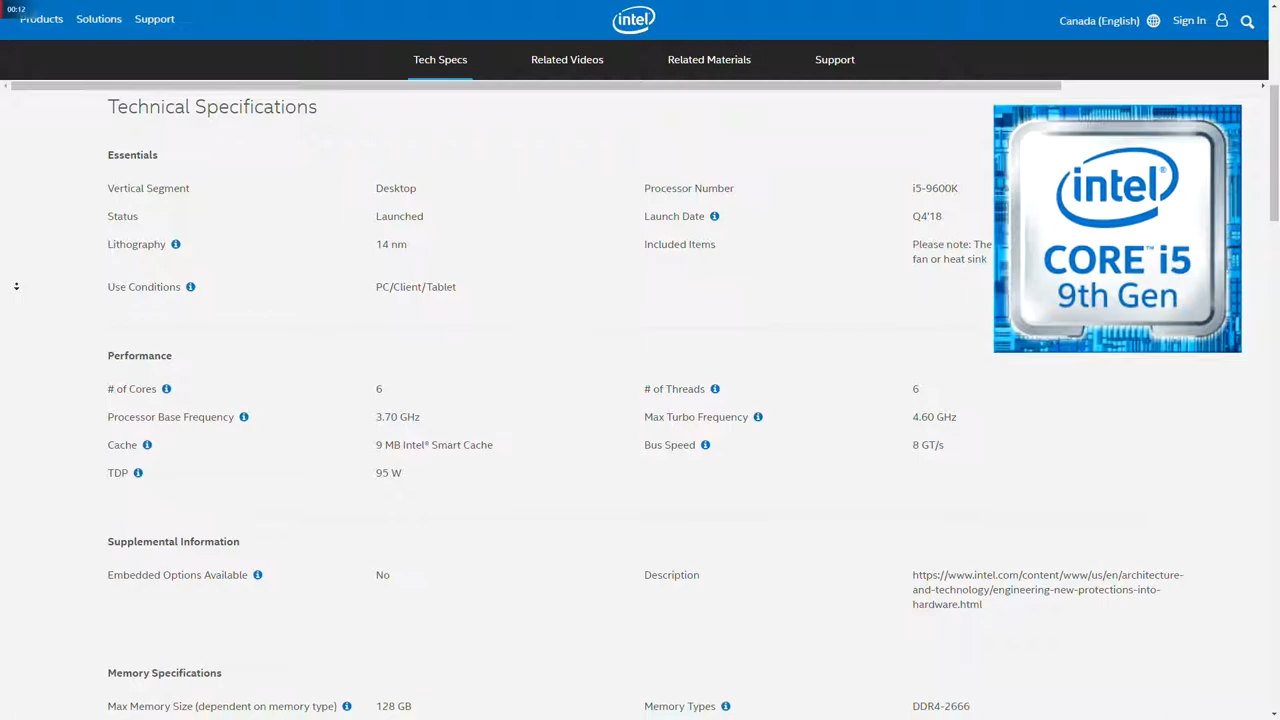 00:12
Products Solutions Support
intel
Canada (English) Sign In
Tech Specs Related Videos Related Materials Support
Technical Specifications
Essentials
Vertical Segment Desktop Processor Number i5-9600K
Status Launched Launch Date Q4'18
Lithography 14 nm Included Items Please note: The
fan or heat sink
Use Conditions PC/Client/Tablet
intel
CORE™ i5
9th Gen
Performance
# of Cores 6 # of Threads 6
Processor Base Frequency 3.70 GHz Max Turbo Frequency 4.60 GHz
Cache 9 MB Intel® Smart Cache Bus Speed 8 GT/s
TDP 95 W
Supplemental Information
Embedded Options Available No Description https://www.intel.com/content/www/us/en/architecture-
and-technology/engineering-new-protections-into-
hardware.html
Memory Specifications
Max Memory Size (dependent on memory type) 128 GB Memory Types DDR4-2666